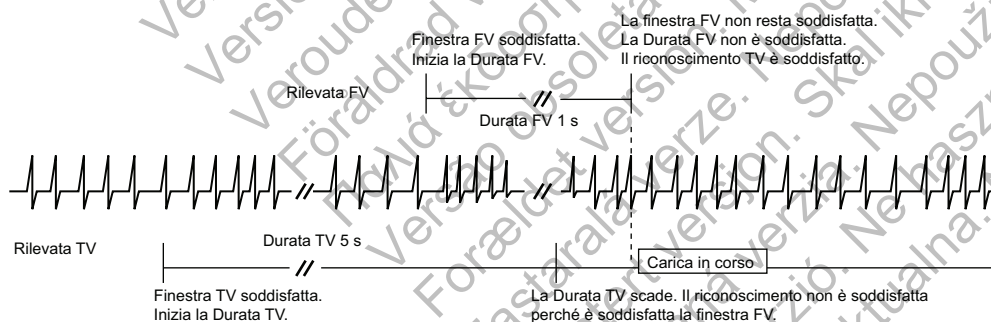 La finestra FV non resta soddisfatta.
Finestra FV soddisfatta.
La Durata FV non è soddisfatta.
Inizia la Durata FV.
Il riconoscimento TV è soddisfatto.
Rilevata FV
Durata FV 1 s
Rilevata TV
Durata TV 5 s
Carica in corso
Finestra TV soddisfatta.
Inizia la Durata TV.
La Durata TV scade. Il riconoscimento non è soddisfatta
perché è soddisfatta la finestra FV.